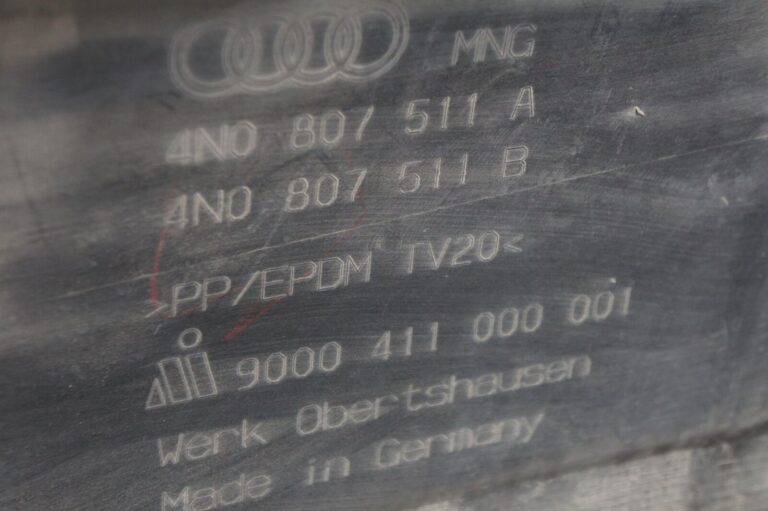 MNG
4N0 807 511 A
4N0 807 511 B
>PP/EPDM TV20<
9000 411 000 001
Werk Obertshausen
Made in Germany